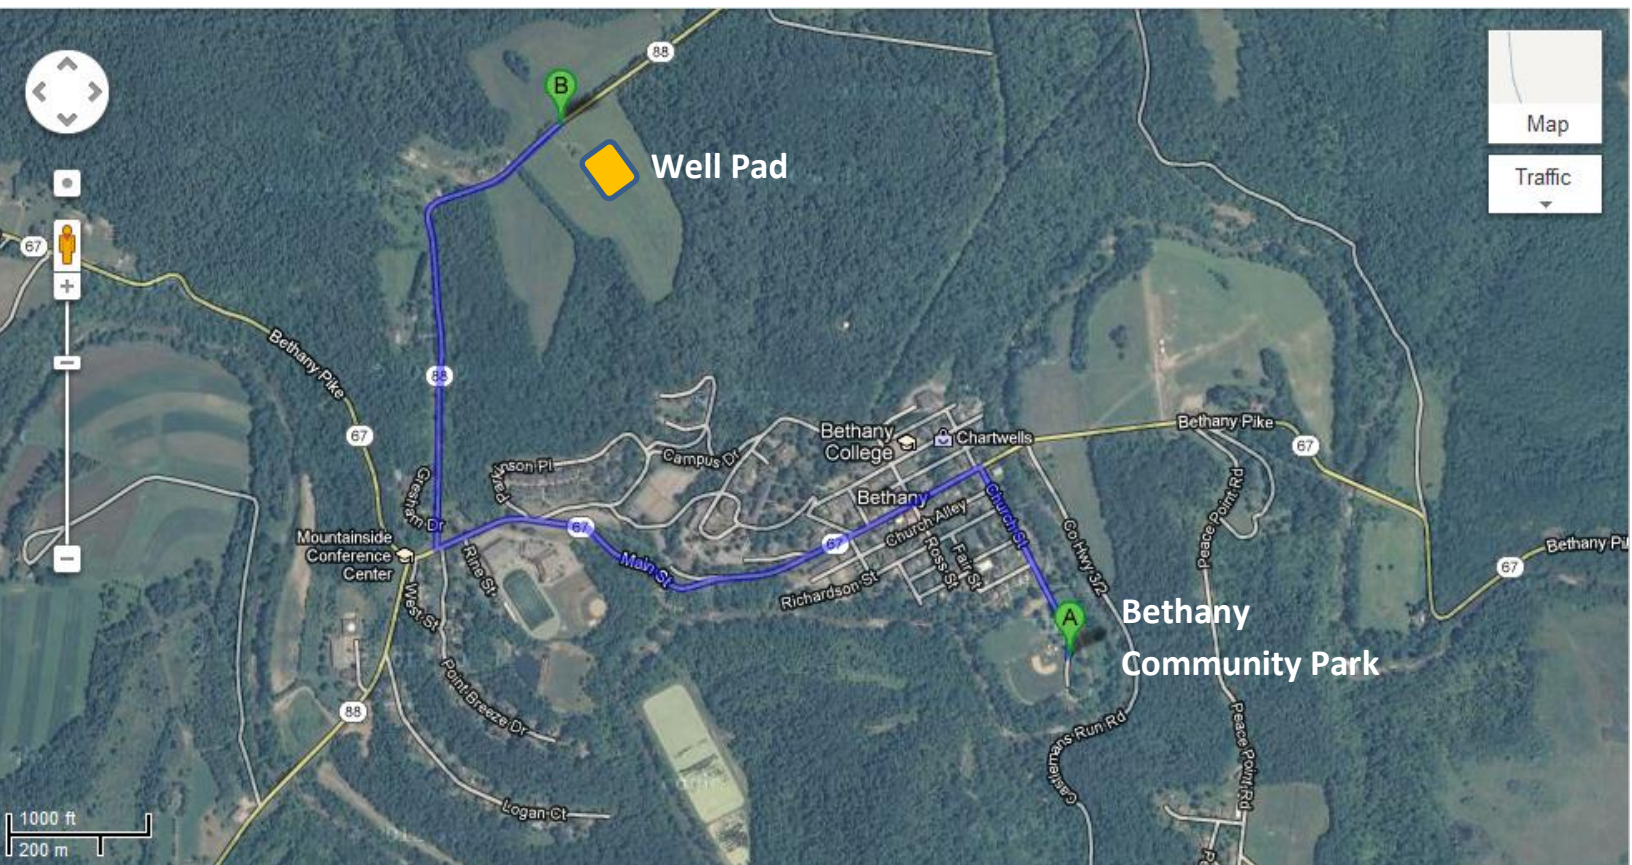 88
B
Map
Well Pad
Traffic
67
Bethany Pike
88
67
Bethany
College
Chartwells
Bethany Pike
67
Campus Dr
Parkinson Pl
Gresham Dr
Bethany
Church Alley
Church St
Peace Point Rd
Mountainside
Conference
Center
67
67
Main St
Rine St
Ross St
Fair St
Co Hwy 3/2
Richardson St
67
Bethany Pi
West St
A
Bethany
Community Park
Point Breeze Dr
88
Castlemans Run Rd
Peace Point Rd
Logan Ct
1000 ft
200 m